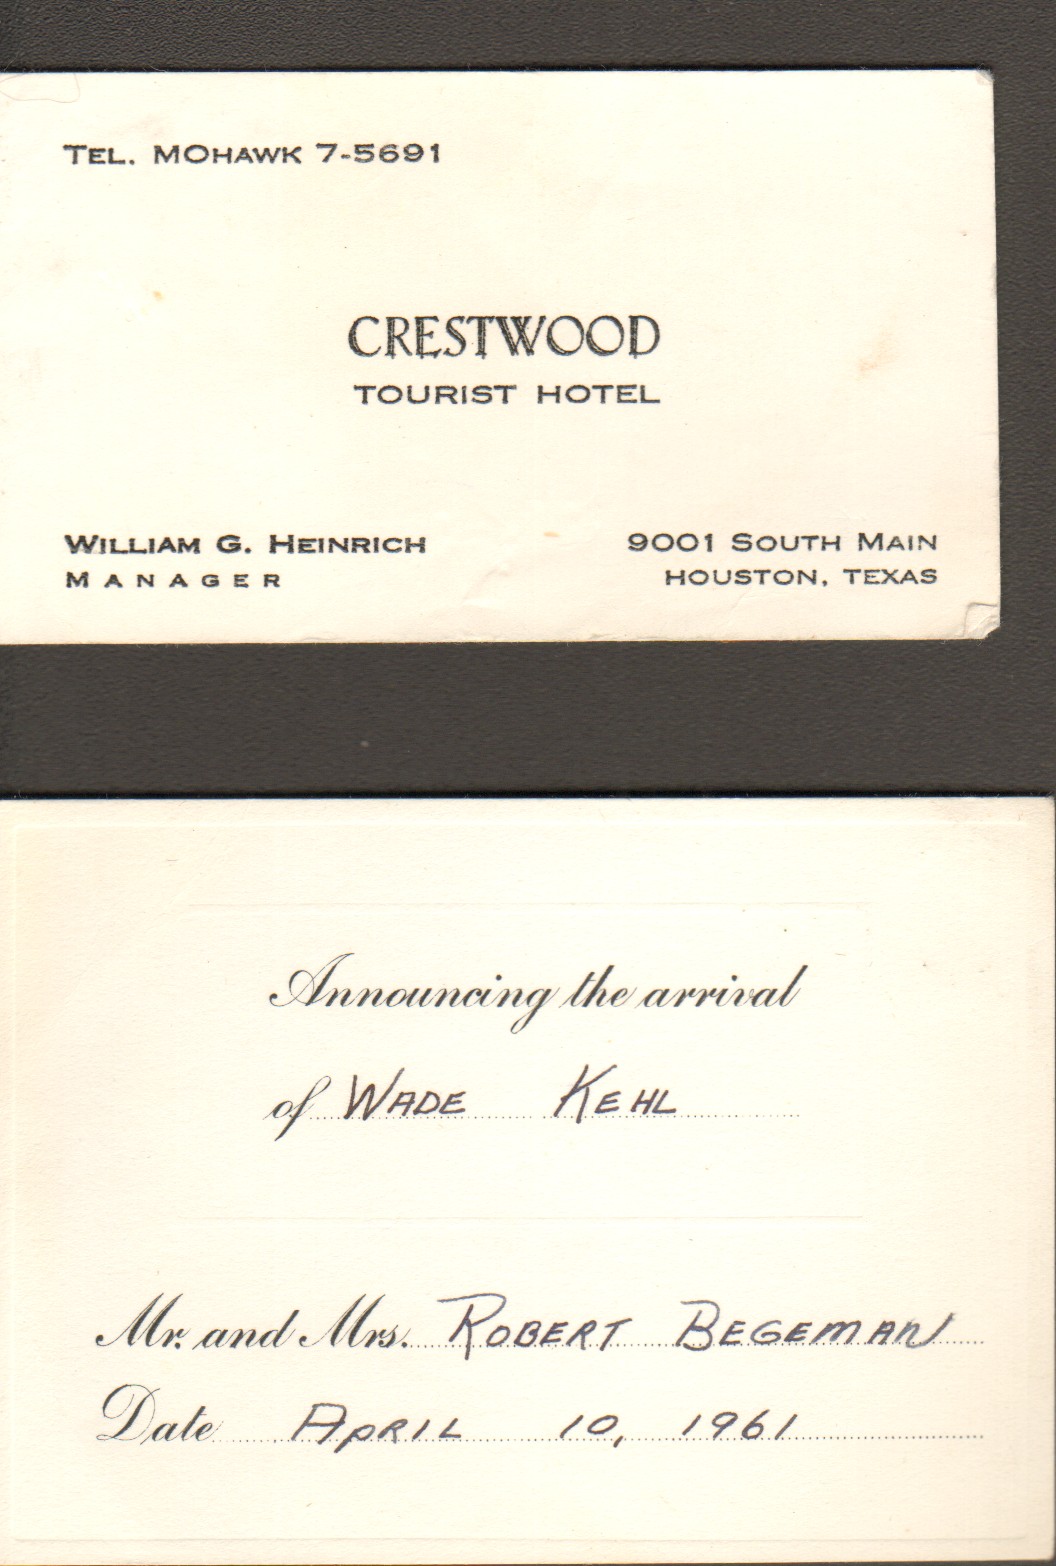 TEL. MOHAWK 7-5691
CRESTWOOD
TOURIST HOTEL
WILLIAM G. HEINRICH
MANAGER
9001 SOUTH MAIN
HOUSTON, TEXAS
Announcing the arrival
of WADE KEHL
Mr. and Mrs. ROBERT BEGEMAN
Date APRIL 10, 1961